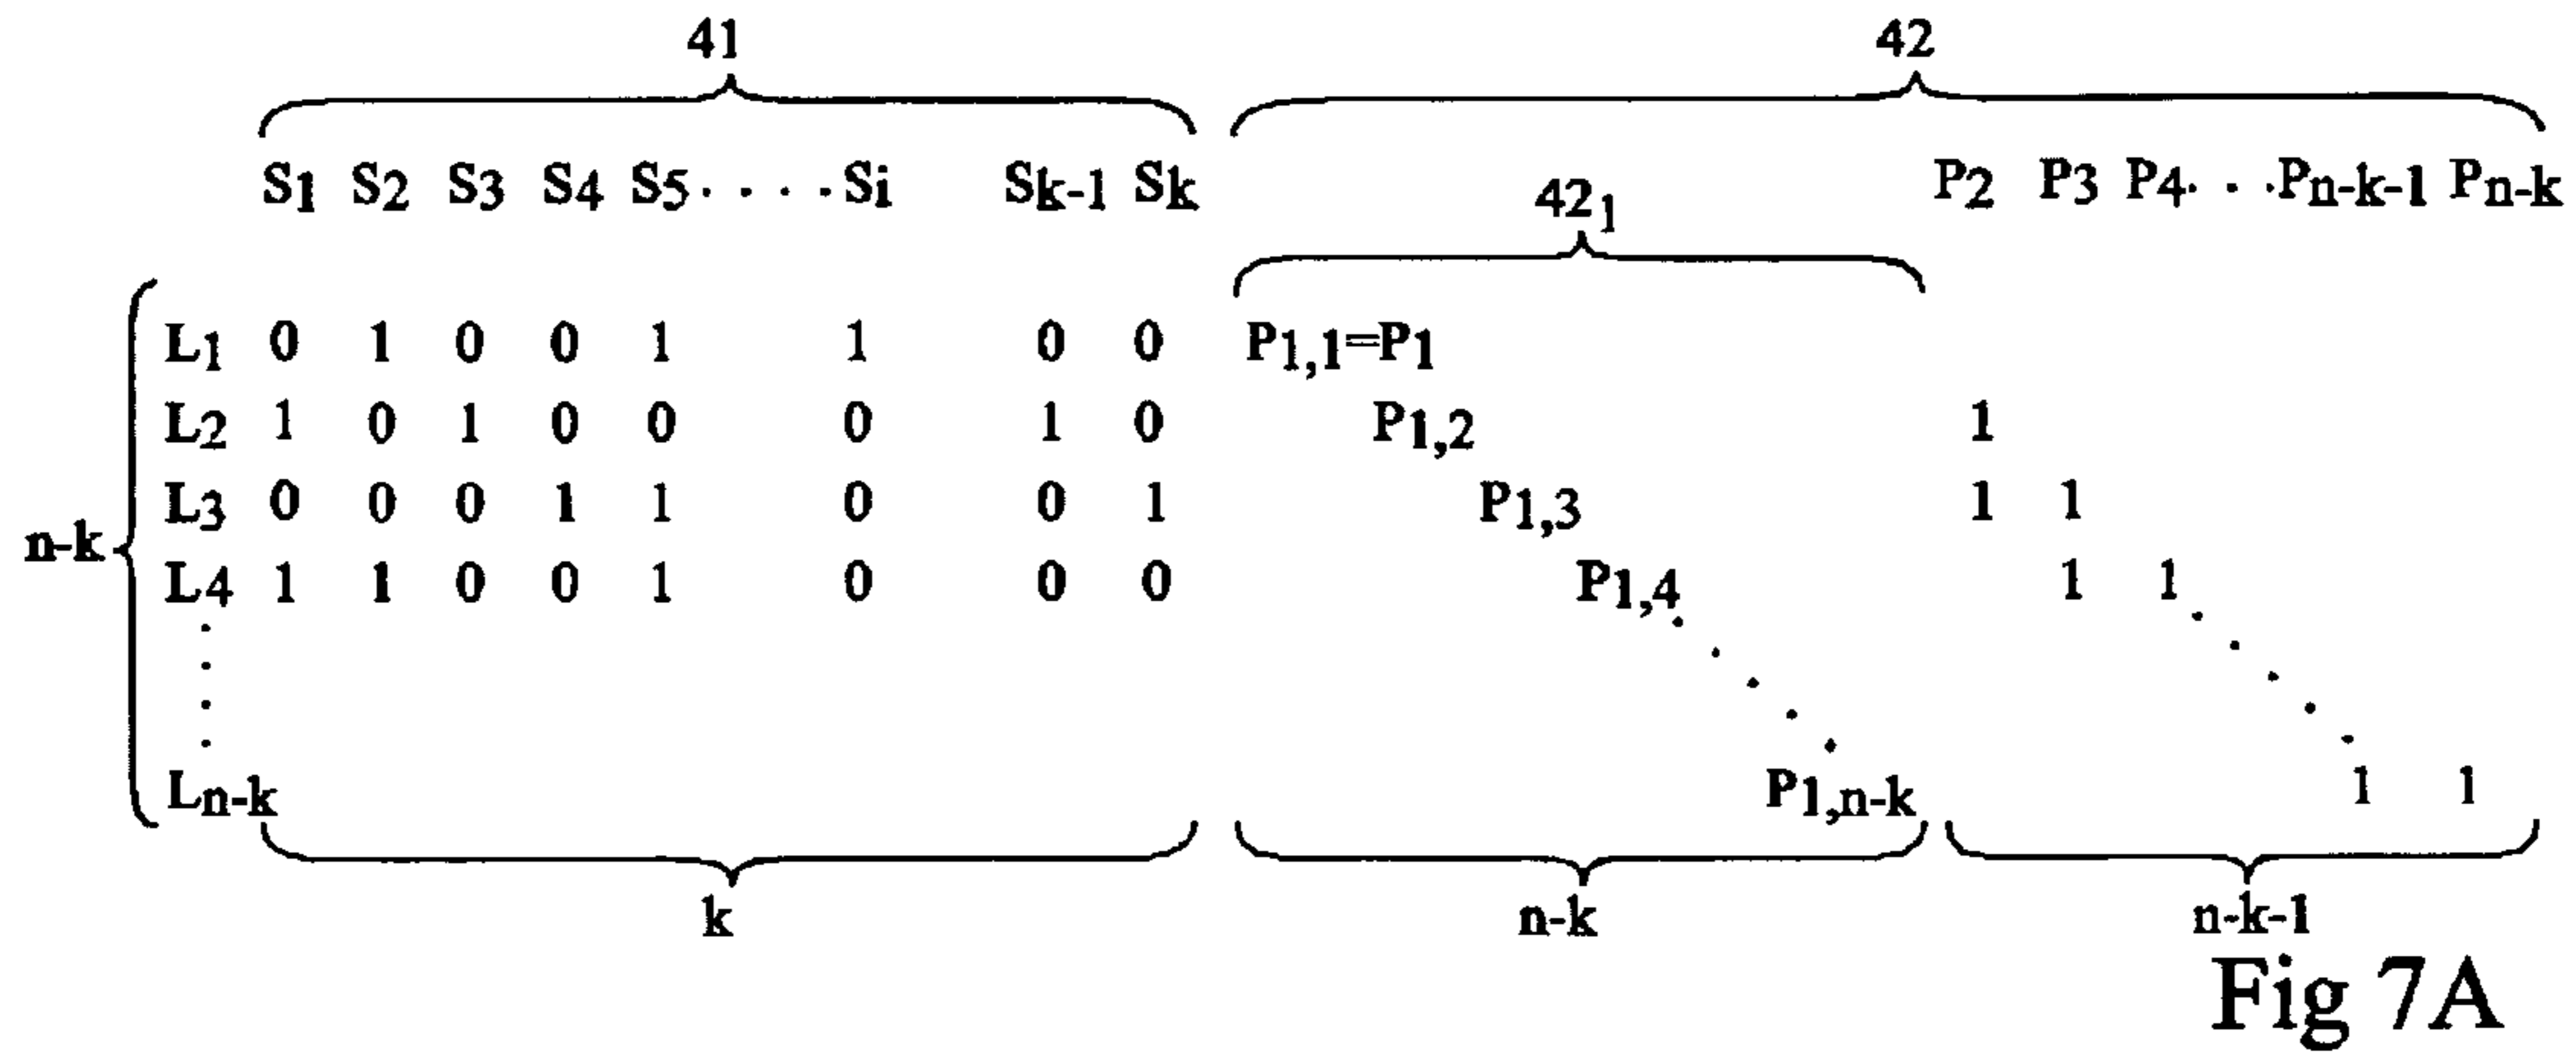 41 42
S1 S2 S3 S4 S5 . . . . Si Sk-1 Sk P2 P3 P4 . . . Pn-k-1 Pn-k
421
L1 0 1 0 0 1 1 0 0 P1,1=P1
L2 1 0 1 0 0 0 1 0 P1,2 1
L3 0 0 0 1 1 0 0 1 P1,3 1 1
n-k
L4 1 1 0 0 1 0 0 0 P1,4 1 1
Ln-k P1,n-k 1 1
k n-k n-k-1
Fig 7A